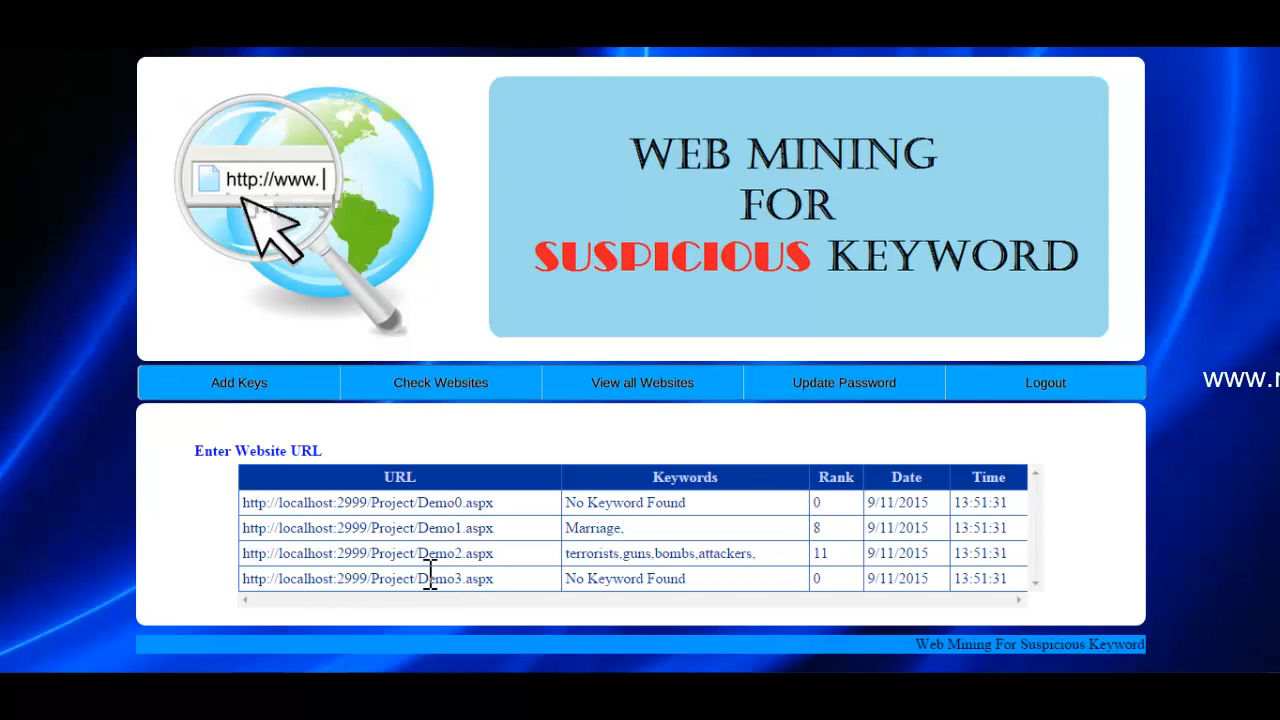 http://www.
WEB MINING
FOR
SUSPICIOUS KEYWORD
Add Keys Check Websites View all Websites Update Password Logout
www.
Enter Website URL
URL Keywords Rank Date Time
http://localhost:2999/Project/Demo0.aspx No Keyword Found 0 9/11/2015 13:51:31
http://localhost:2999/Project/Demo1.aspx Marriage, 8 9/11/2015 13:51:31
http://localhost:2999/Project/Demo2.aspx terrorists,guns,bombs,attackers, 11 9/11/2015 13:51:31
http://localhost:2999/Project/Demo3.aspx No Keyword Found 0 9/11/2015 13:51:31
Web Mining For Suspicious Keyword